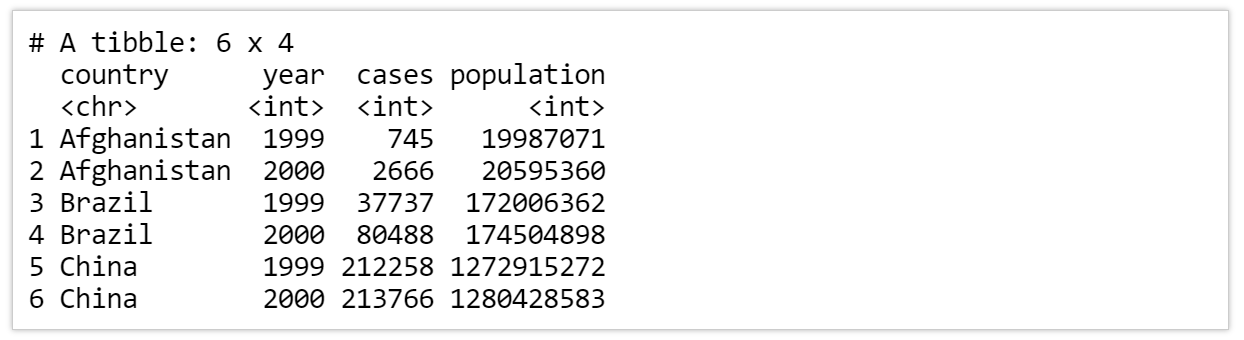 # A tibble: 6 x 4
  country      year  cases population
  <chr>       <int>  <int>      <int>
1 Afghanistan  1999    745   19987071
2 Afghanistan  2000   2666   20595360
3 Brazil       1999  37737  172006362
4 Brazil       2000  80488  174504898
5 China        1999 212258 1272915272
6 China        2000 213766 1280428583